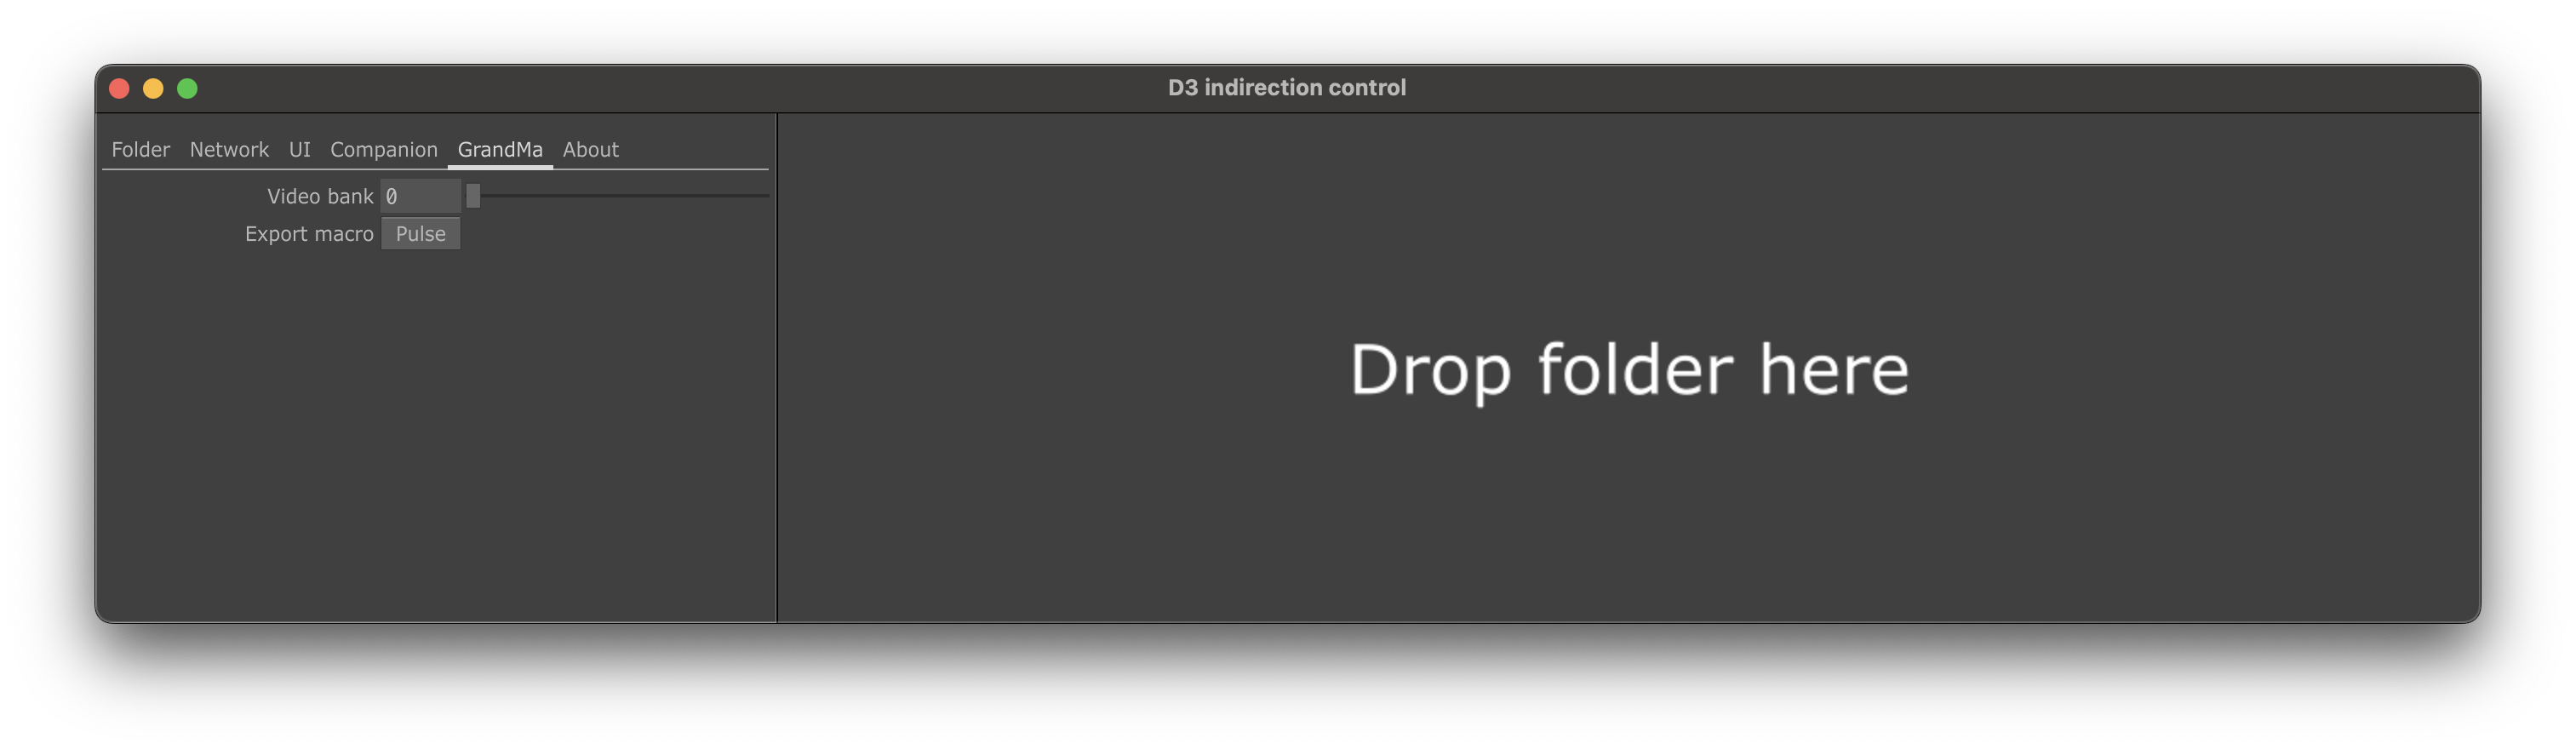 D3 indirection control
Folder Network UI Companion GrandMa About
Video bank 0
Export macro Pulse
Drop folder here